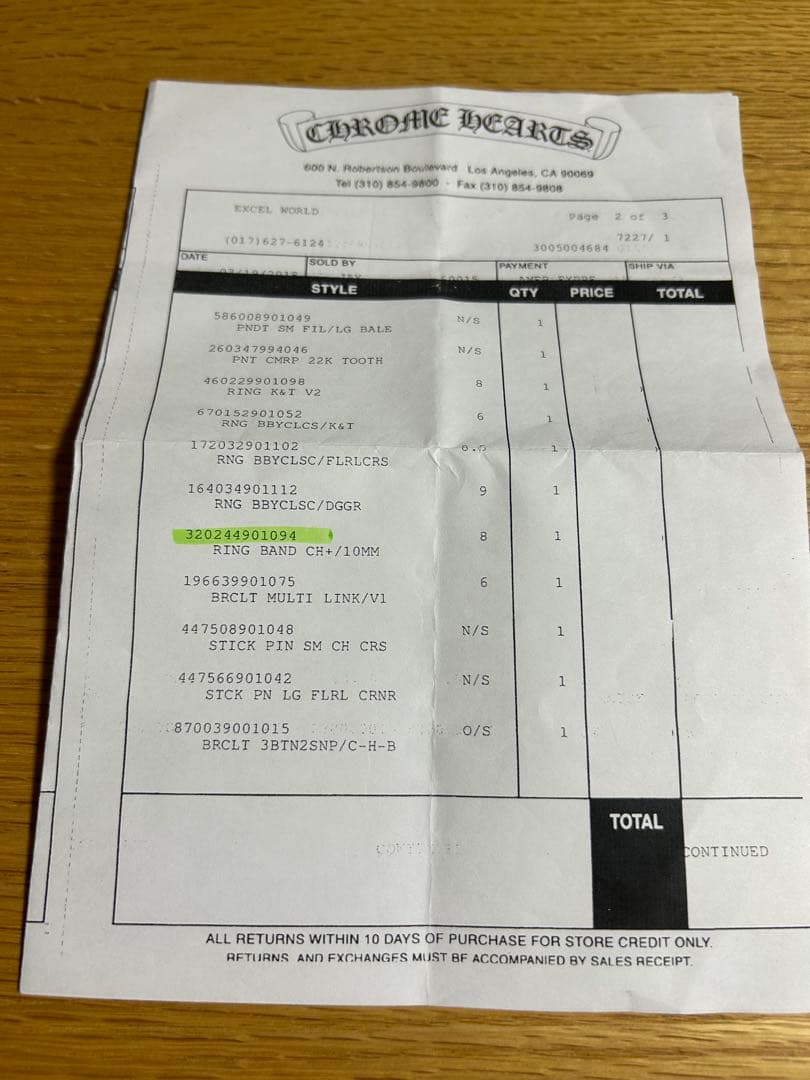 CHROME HEARTS
600 N. Robertson Boulevard Los Angeles, CA 90069
Tel (310) 854-9800 - Fax (310) 854-9808
EXCEL WORLD
Page 2 of 3
(017)627-6124
7227/ 1
3005004684
DATE SOLD BY PAYMENT SHIP VIA
STYLE QTY PRICE TOTAL
586008901049 N/S 1
PNDT SM FIL/LG BALE
260347994046 N/S 1
PNT CMRP 22K TOOTH
460229901098 8 1
RING K&T V2
670152901052 6 1
RNG BBYCLCS/K&T
172032901102 1
RNG BBYCLSC/FLRLCRS
164034901112 9 1
RNG BBYCLSC/DGGR
320244901094 8 1
RING BAND CH+/10MM
196639901075 6 1
BRCLT MULTI LINK/V1
447508901048 N/S 1
STICK PIN SM CH CRS
447566901042 N/S 1
STCK PN LG FLRL CRNR
870039001015 O/S 1
BRCLT 3BTN2SNP/C-H-B
TOTAL
CONTINUED
ALL RETURNS WITHIN 10 DAYS OF PURCHASE FOR STORE CREDIT ONLY.
RETURNS AND EXCHANGES MUST BE ACCOMPANIED BY SALES RECEIPT.